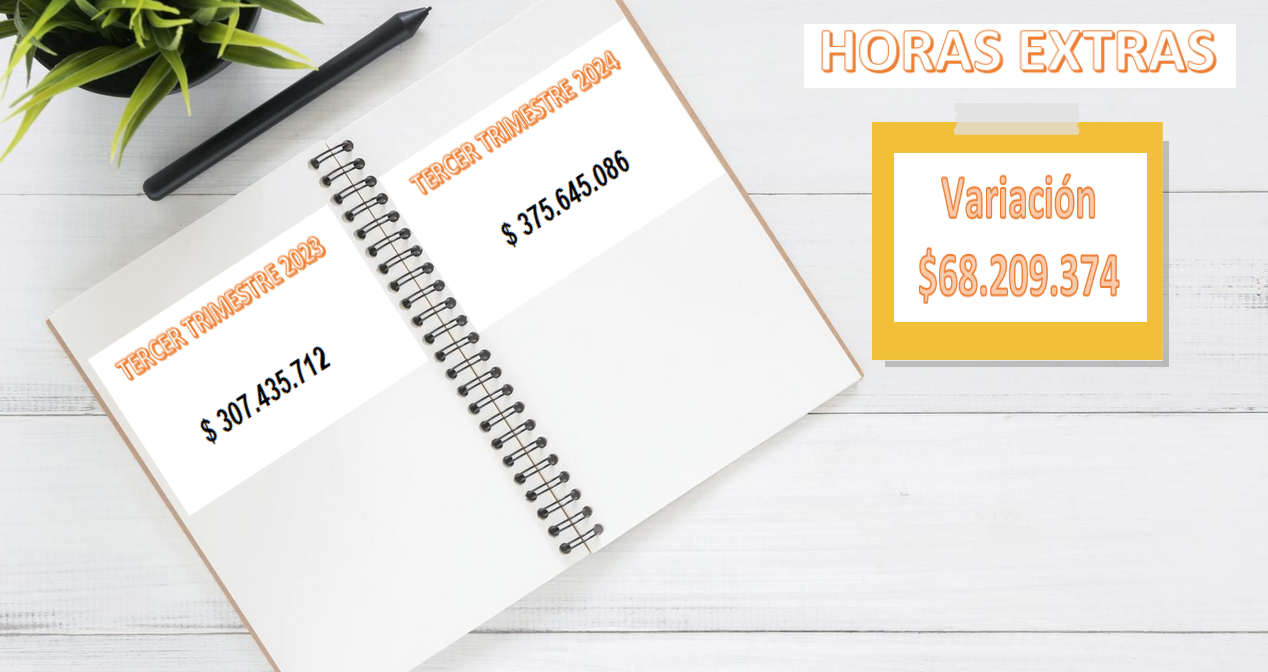 HORAS EXTRAS
TERCER TRIMESTRE 2023
$ 307.435.712
TERCER TRIMESTRE 2024
$ 375.645.086
Variación
$68.209.374